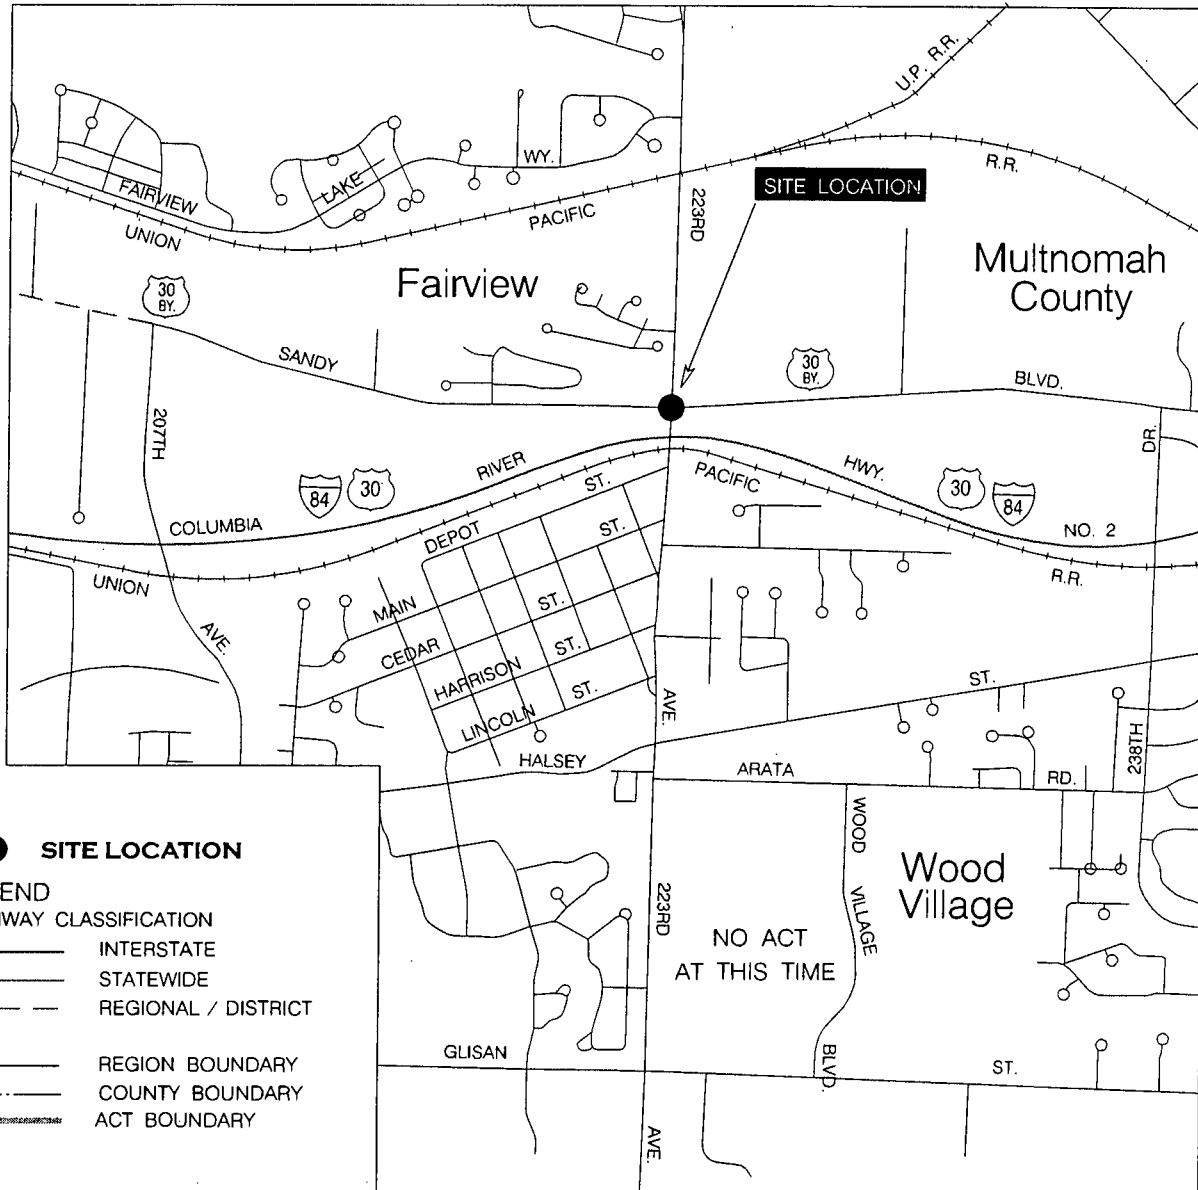 U.P. R.R.
WY.
R.R.
SITE LOCATION
LAKE
FAIRVIEW
223RD
PACIFIC
UNION
Multnomah
County
Fairview
30
BY.
SANDY
30
BY.
BLVD.
207TH
DR.
RIVER
HWY.
PACIFIC
ST.
84
30
30
84
COLUMBIA
DEPOT
ST.
NO. 2
UNION
R.R.
MAIN
ST.
AVE.
CEDAR
ST.
HARRISON
ST.
ST.
LINCOLN
AVE.
238TH
HALSEY
ARATA
RD.
WOOD
VILLAGE
SITE LOCATION
Wood
Village
END
WAY CLASSIFICATION
INTERSTATE
STATEWIDE
REGIONAL / DISTRICT
REGION BOUNDARY
COUNTY BOUNDARY
ACT BOUNDARY
223RD
NO ACT
AT THIS TIME
GLISAN
BLVD.
ST.
AVE.